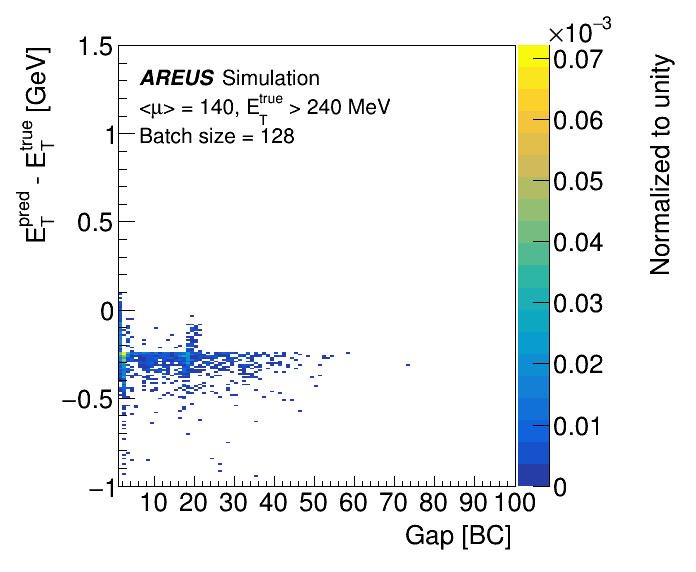 ×10⁻³
1.5
1
0.5
0
−0.5
−1
E_T^pred - E_T^true [GeV]
AREUS Simulation
<μ> = 140, E_T^true > 240 MeV
Batch size = 128
0.07
0.06
0.05
0.04
0.03
0.02
0.01
0
Normalized to unity
10 20 30 40 50 60 70 80 90 100
Gap [BC]